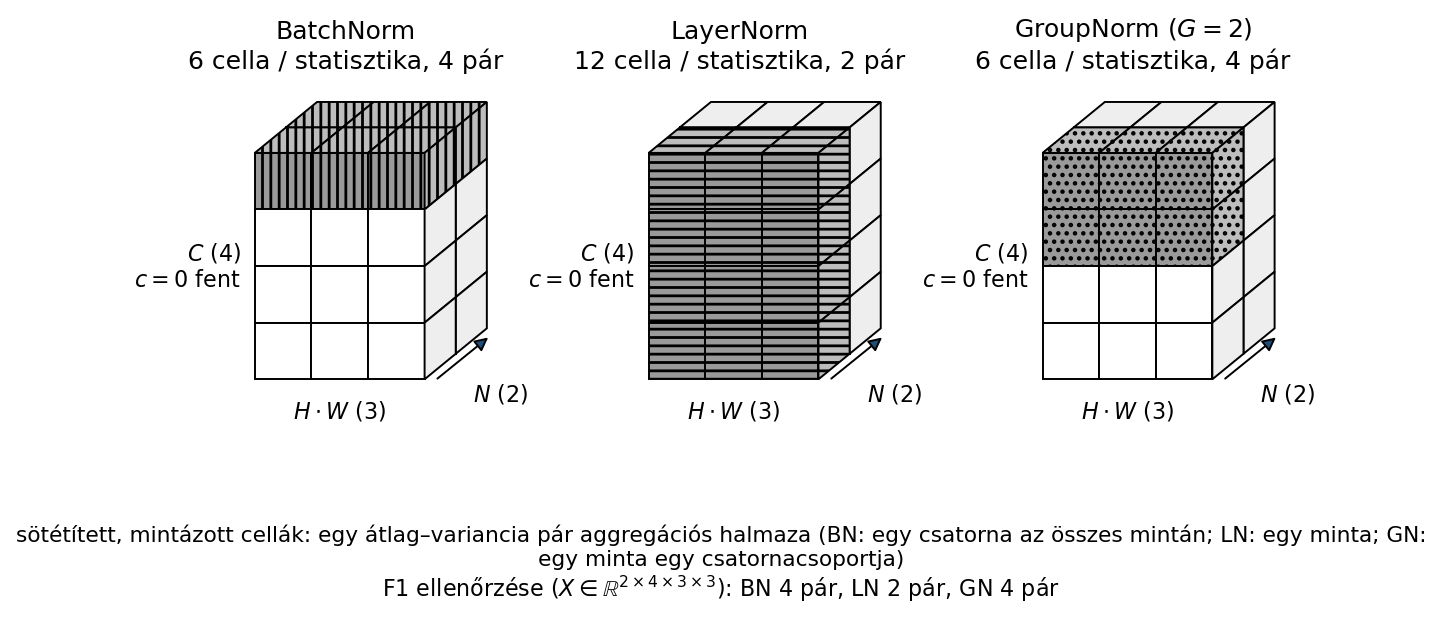 BatchNorm
6 cella / statisztika, 4 pár
LayerNorm
12 cella / statisztika, 2 pár
GroupNorm (G = 2)
6 cella / statisztika, 4 pár
C (4)
c = 0 fent
N (2)
H · W (3)
C (4)
c = 0 fent
N (2)
H · W (3)
C (4)
c = 0 fent
N (2)
H · W (3)
sötétített, mintázott cellák: egy átlag–variancia pár aggregációs halmaza (BN: egy csatorna az összes mintán; LN: egy minta; GN:
egy minta egy csatornacsoportja)
F1 ellenőrzése (X ∈ ℝ^{2×4×3×3}): BN 4 pár, LN 2 pár, GN 4 pár